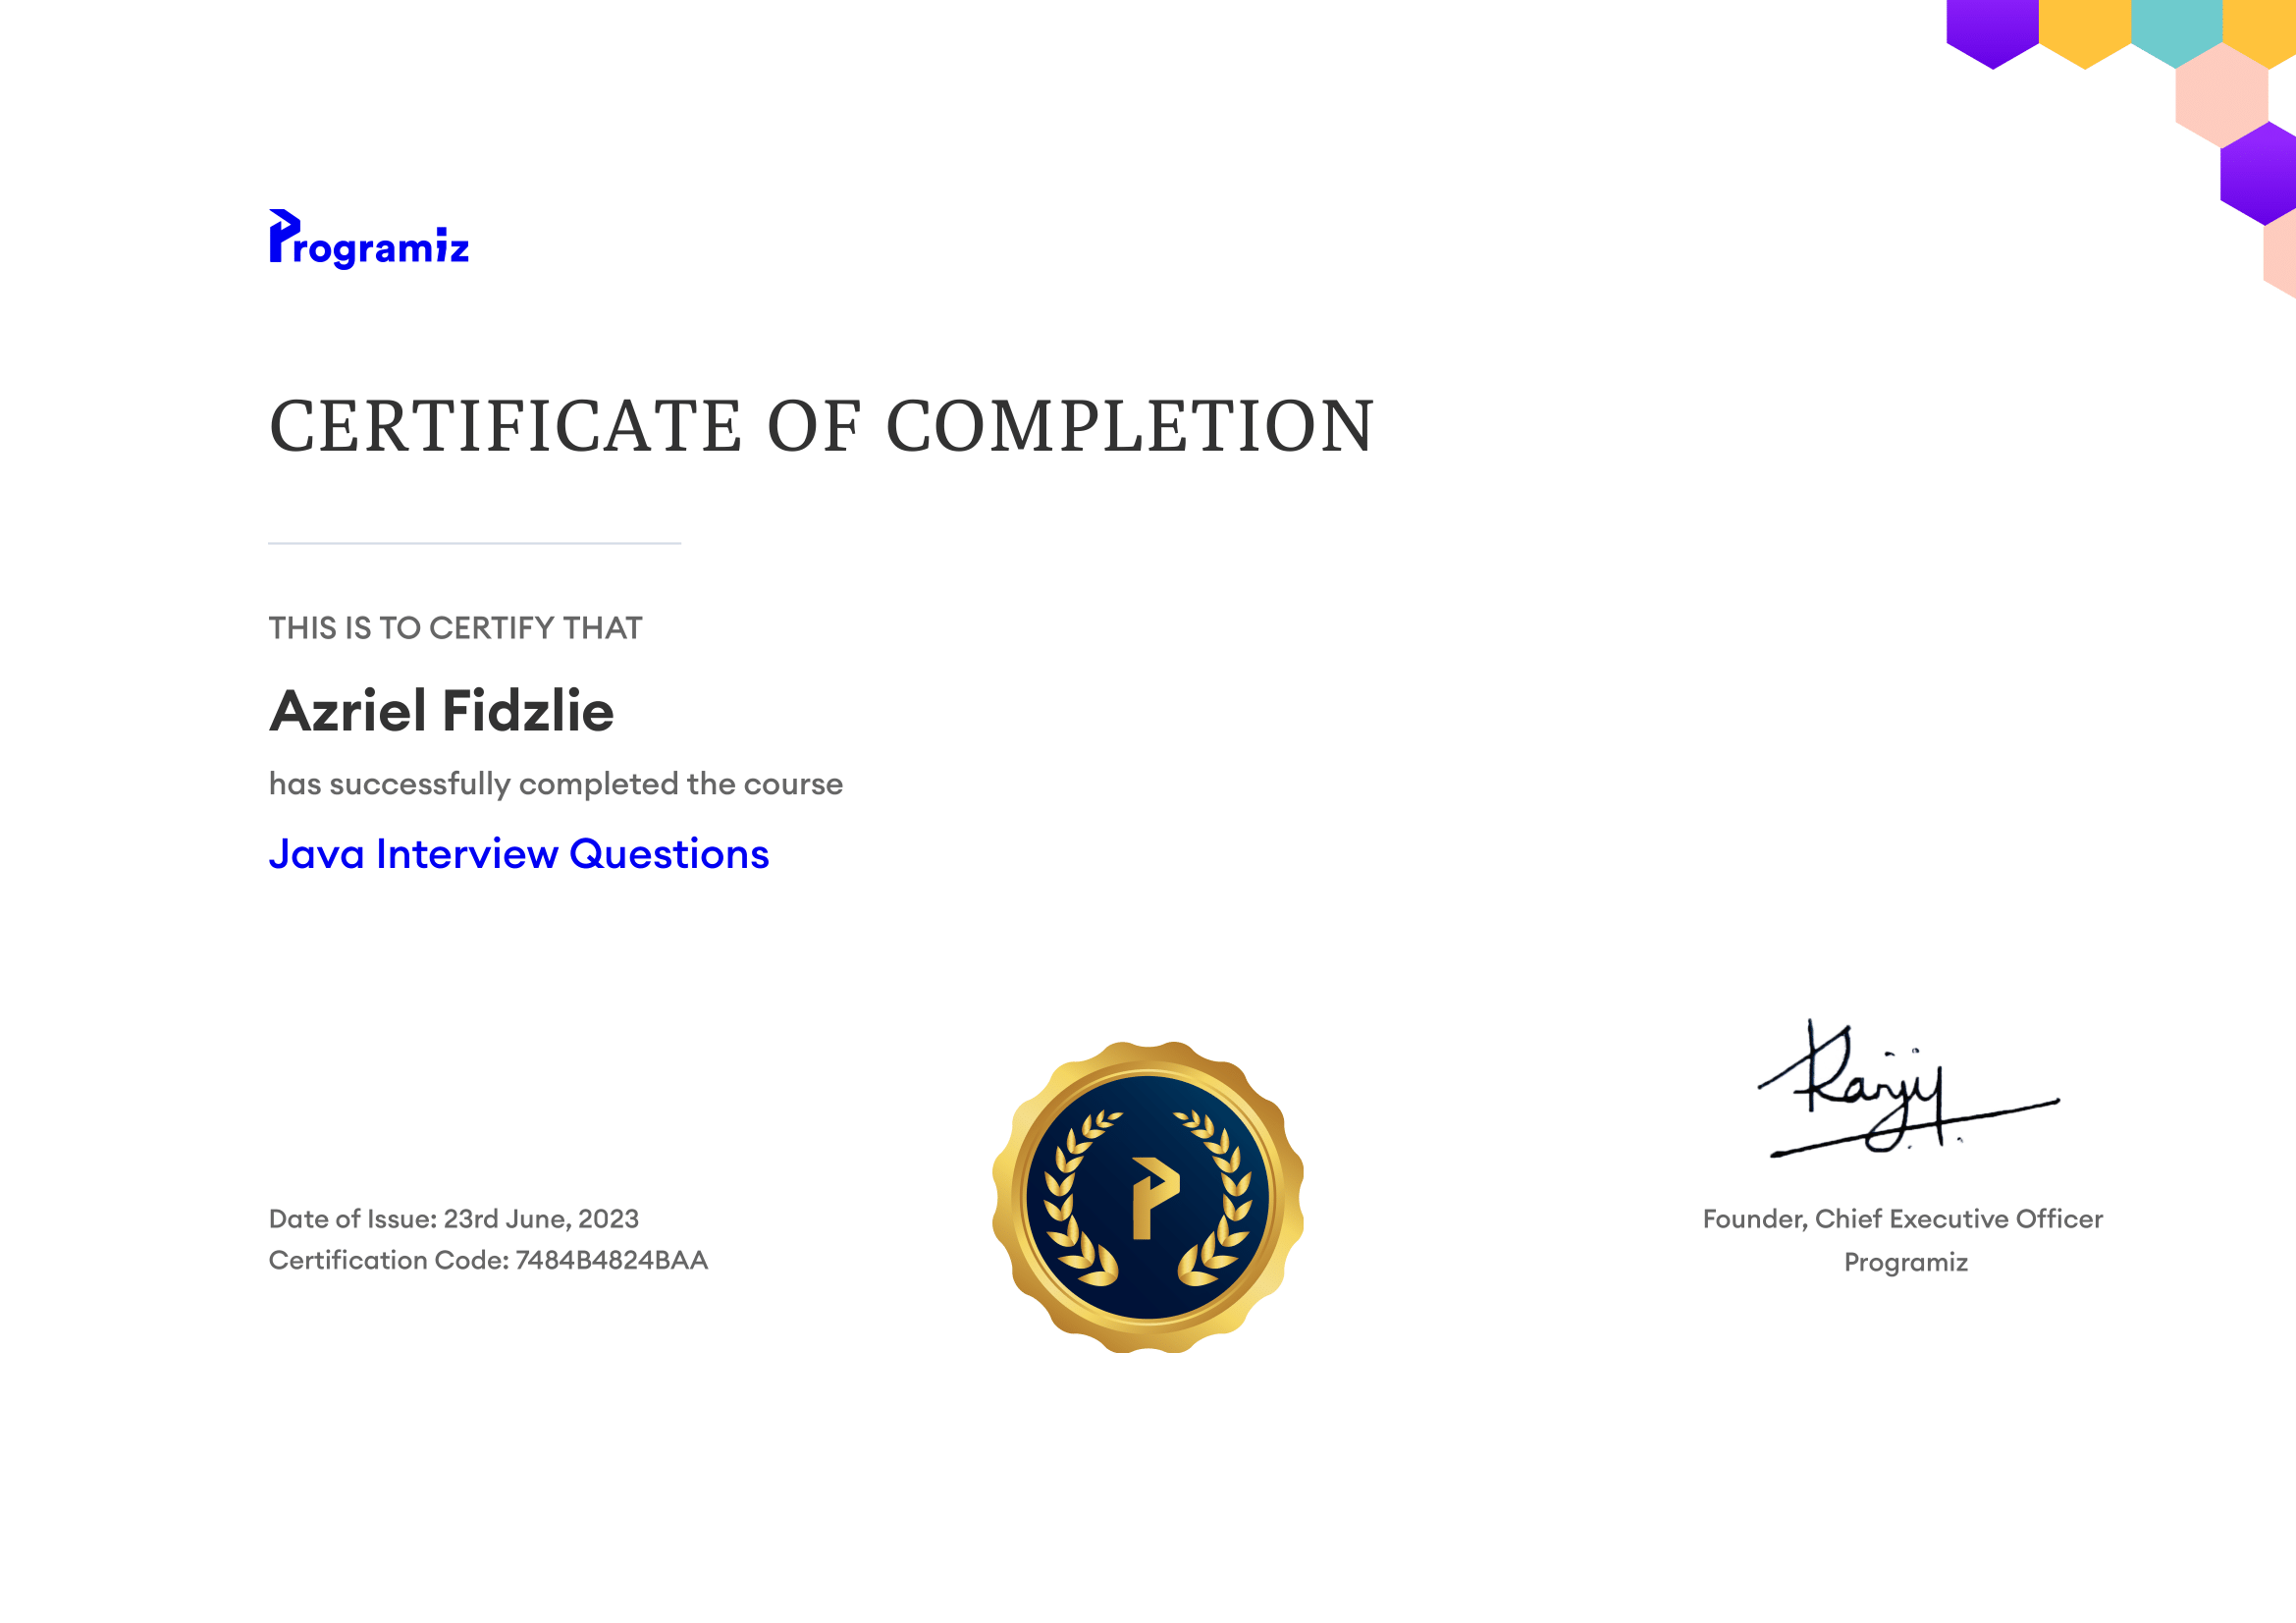 Programiz
CERTIFICATE OF COMPLETION
THIS IS TO CERTIFY THAT
Azriel Fidzlie
has successfully completed the course
Java Interview Questions
Date of Issue: 23rd June, 2023
Certification Code: 7484B4824BAA
Founder, Chief Executive Officer
Programiz